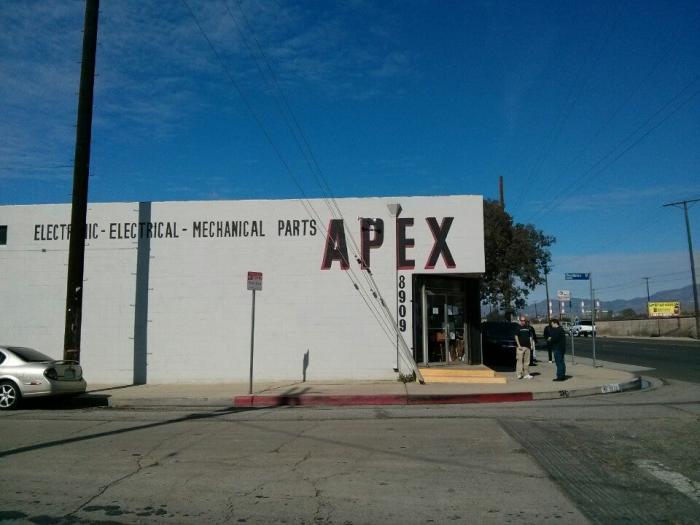 ELECTRONIC - ELECTRICAL - MECHANICAL PARTS
APEX
8909